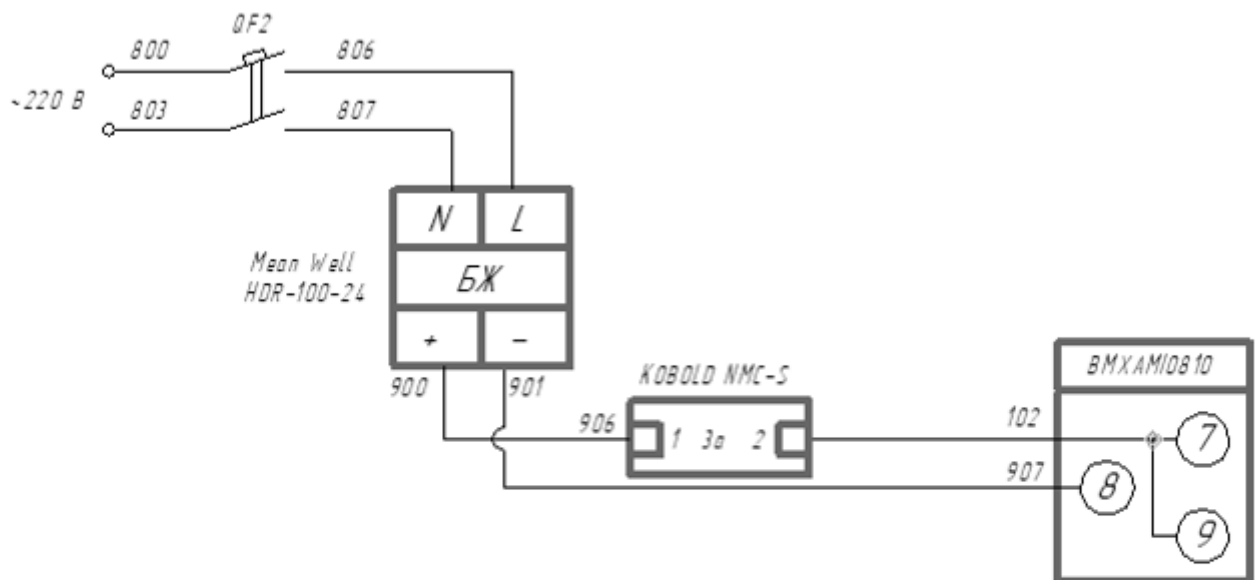 QF2
800
806
~220 В
803
807
N
L
Mean Well
HDR-100-24
БЖ
+
-
900
901
KOBOLD NMC-S
BMXAMI0810
906
1
3а
2
102
7
907
8
9